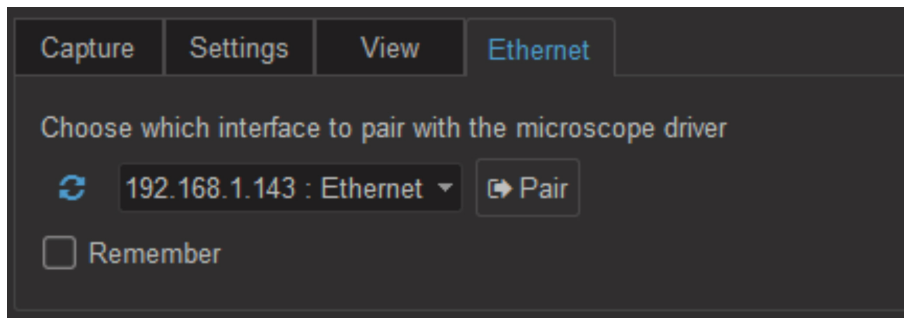 Capture Settings View Ethernet
Choose which interface to pair with the microscope driver
192.168.1.143 : Ethernet Pair
Remember